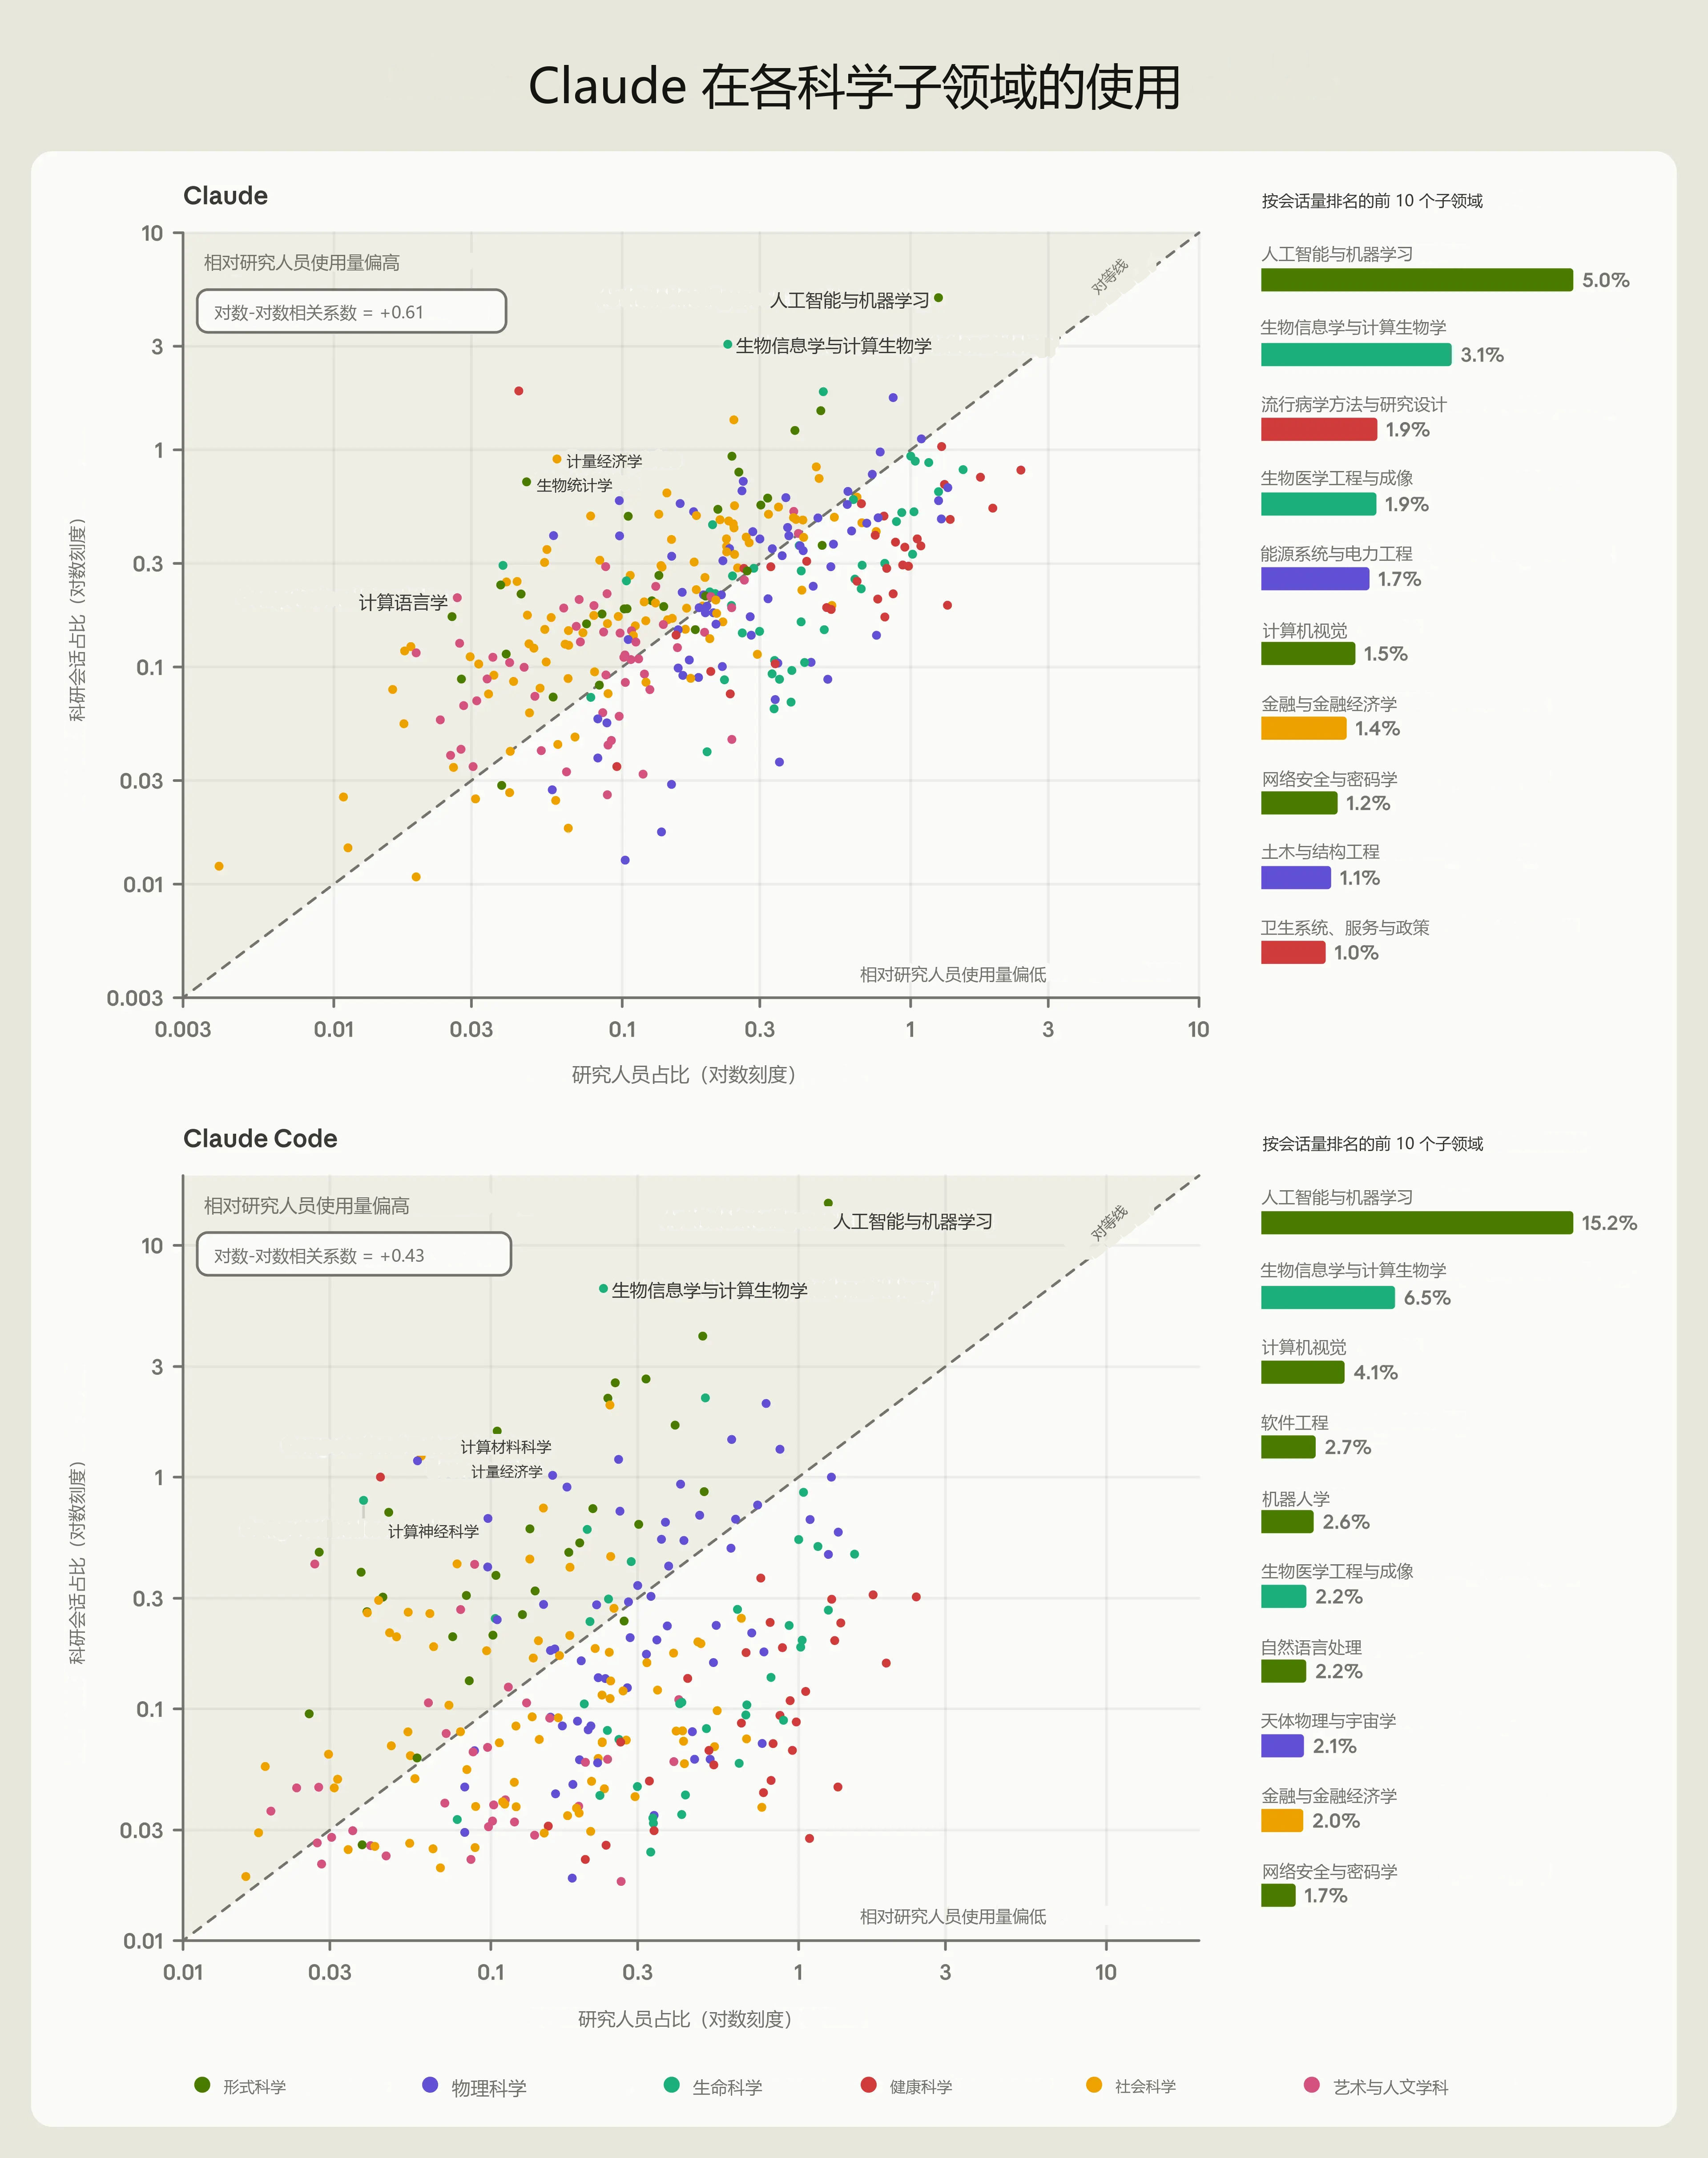 Claude 在各科学子领域的使用
Claude
按会话量排名的前 10 个子领域
相对研究人员使用量偏高
对数-对数相关系数 = +0.61
对等线
人工智能与机器学习
生物信息学与计算生物学
计量经济学
生物统计学
计算语言学
相对研究人员使用量偏低
科研会话占比（对数刻度）
10
3
1
0.3
0.1
0.03
0.01
0.003
0.003
0.01
0.03
0.1
0.3
1
3
10
研究人员占比（对数刻度）
人工智能与机器学习
5.0%
生物信息学与计算生物学
3.1%
流行病学方法与研究设计
1.9%
生物医学工程与成像
1.9%
能源系统与电力工程
1.7%
计算机视觉
1.5%
金融与金融经济学
1.4%
网络安全与密码学
1.2%
土木与结构工程
1.1%
卫生系统、服务与政策
1.0%
Claude Code
按会话量排名的前 10 个子领域
相对研究人员使用量偏高
对数-对数相关系数 = +0.43
对等线
人工智能与机器学习
生物信息学与计算生物学
计算材料科学
计量经济学
计算神经科学
相对研究人员使用量偏低
科研会话占比（对数刻度）
10
3
1
0.3
0.1
0.03
0.01
0.01
0.03
0.1
0.3
1
3
10
研究人员占比（对数刻度）
人工智能与机器学习
15.2%
生物信息学与计算生物学
6.5%
计算机视觉
4.1%
软件工程
2.7%
机器人学
2.6%
生物医学工程与成像
2.2%
自然语言处理
2.2%
天体物理与宇宙学
2.1%
金融与金融经济学
2.0%
网络安全与密码学
1.7%
形式科学
物理科学
生命科学
健康科学
社会科学
艺术与人文学科